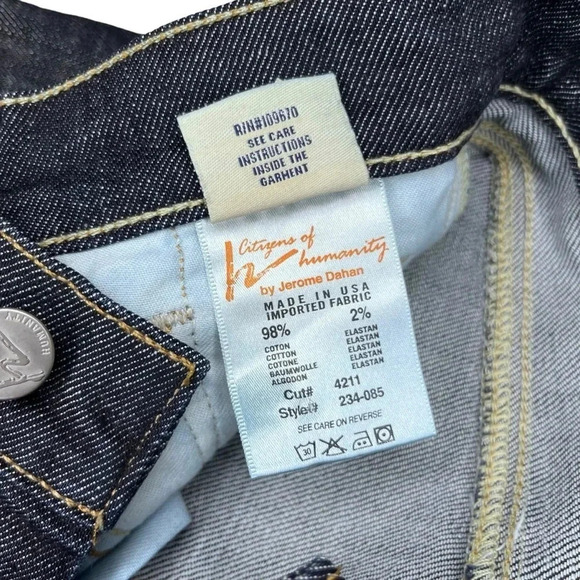 R/N#109670
SEE CARE
INSTRUCTIONS
INSIDE THE
GARMENT
Citizens of
humanity
by Jerome Dahan
MADE IN USA
IMPORTED FABRIC
98% 2%
COTON ELASTAN
COTTON ELASTAN
COTONE ELASTAN
BAUMWOLLE ELASTAN
ALGODON ELASTAN
Cut# 4211
Style# 234-085
SEE CARE ON REVERSE
30
HUMANITY